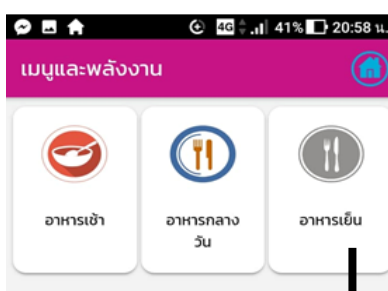 4G 41% 20:58 น.
เมนูและพลังงาน
อาหารเช้า
อาหารกลาง
วัน
อาหารเย็น